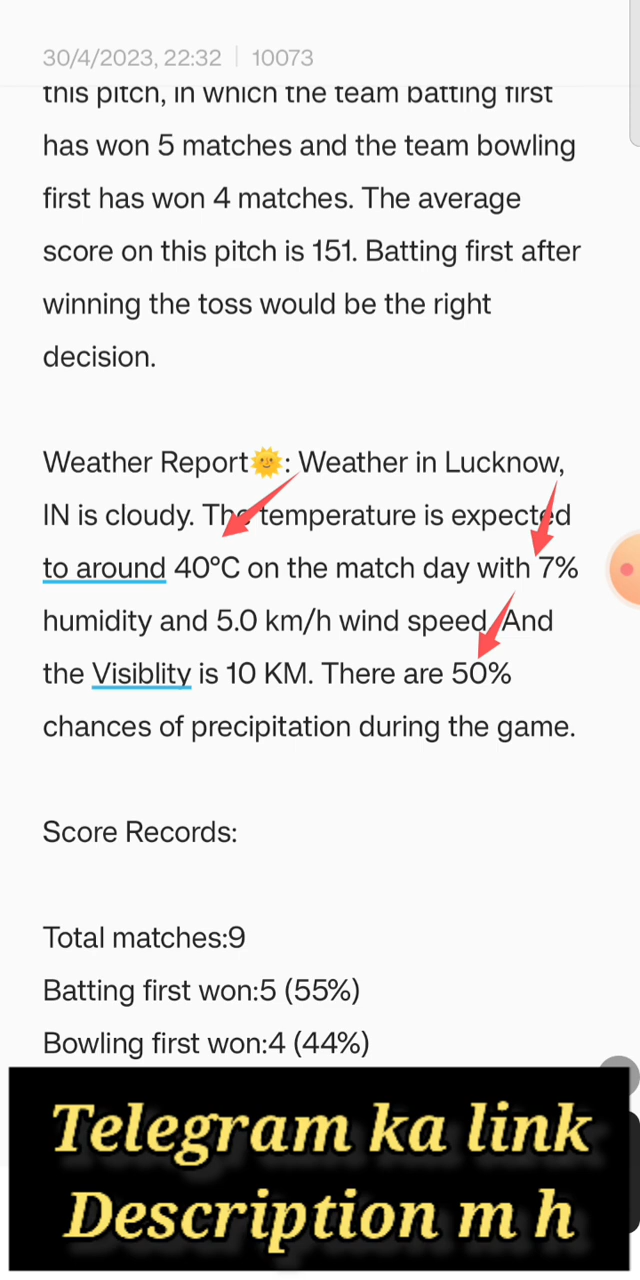 30/4/2023, 22:32 | 10073
this pitch, in which the team batting first
has won 5 matches and the team bowling
first has won 4 matches. The average
score on this pitch is 151. Batting first after
winning the toss would be the right
decision.
Weather Report🌞: Weather in Lucknow,
IN is cloudy. The temperature is expected
to around 40°C on the match day with 7%
humidity and 5.0 km/h wind speed. And
the Visiblity is 10 KM. There are 50%
chances of precipitation during the game.
Score Records:
Total matches:9
Batting first won:5 (55%)
Bowling first won:4 (44%)
Telegram ka link
Description m h